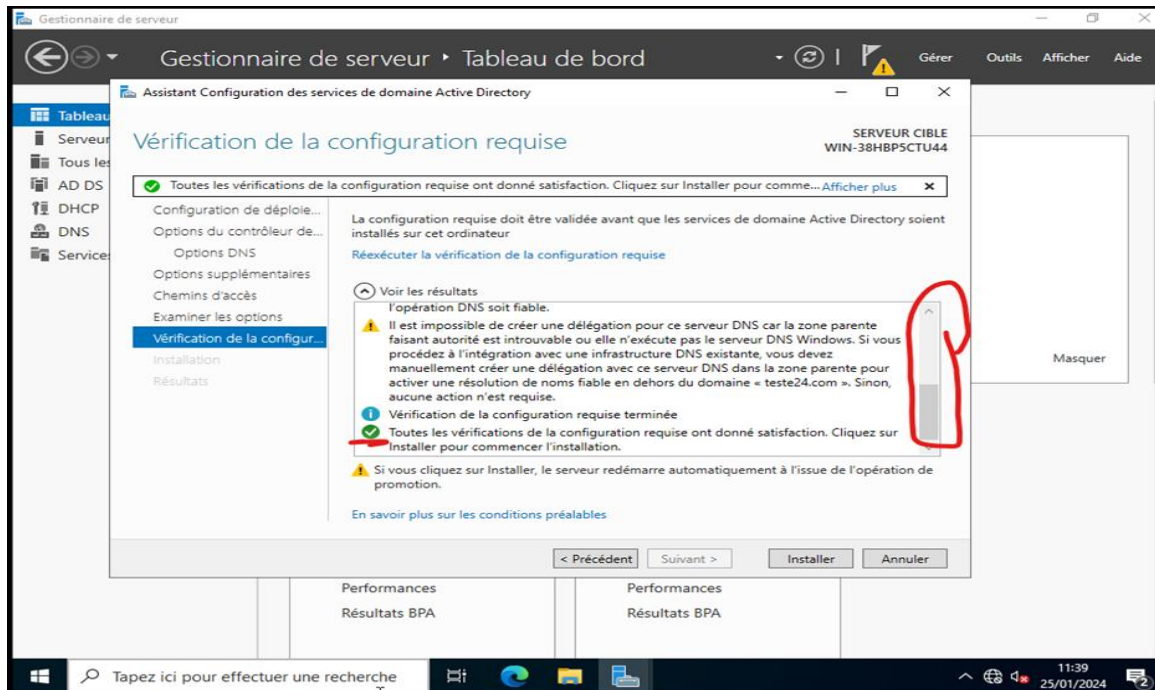 Gestionnaire de serveur
Gestionnaire de serveur • Tableau de bord
Gérer Outils Afficher Aide
Assistant Configuration des services de domaine Active Directory
Tableau
Serveur
Tous les
AD DS
DHCP
DNS
Services
Vérification de la configuration requise
SERVEUR CIBLE
WIN-38HBP5CTU44
Toutes les vérifications de la configuration requise ont donné satisfaction. Cliquez sur Installer pour comme... Afficher plus
Configuration de déploie...
Options du contrôleur de...
Options DNS
Options supplémentaires
Chemins d'accès
Examiner les options
Vérification de la configur...
Installation
Résultats
La configuration requise doit être validée avant que les services de domaine Active Directory soient
installés sur cet ordinateur
Réexécuter la vérification de la configuration requise
Voir les résultats
l'opération DNS soit fiable.
Il est impossible de créer une délégation pour ce serveur DNS car la zone parente
faisant autorité est introuvable ou elle n'exécute pas le serveur DNS Windows. Si vous
procédez à l'intégration avec une infrastructure DNS existante, vous devez
manuellement créer une délégation avec ce serveur DNS dans la zone parente pour
activer une résolution de noms fiable en dehors du domaine « teste24.com ». Sinon,
aucune action n'est requise.
Vérification de la configuration requise terminée
Toutes les vérifications de la configuration requise ont donné satisfaction. Cliquez sur
Installer pour commencer l'installation.
Si vous cliquez sur Installer, le serveur redémarre automatiquement à l'issue de l'opération de
promotion.
En savoir plus sur les conditions préalables
< Précédent Suivant > Installer Annuler
Masquer
Performances
Résultats BPA
Performances
Résultats BPA
Tapez ici pour effectuer une recherche
11:39
25/01/2024
2